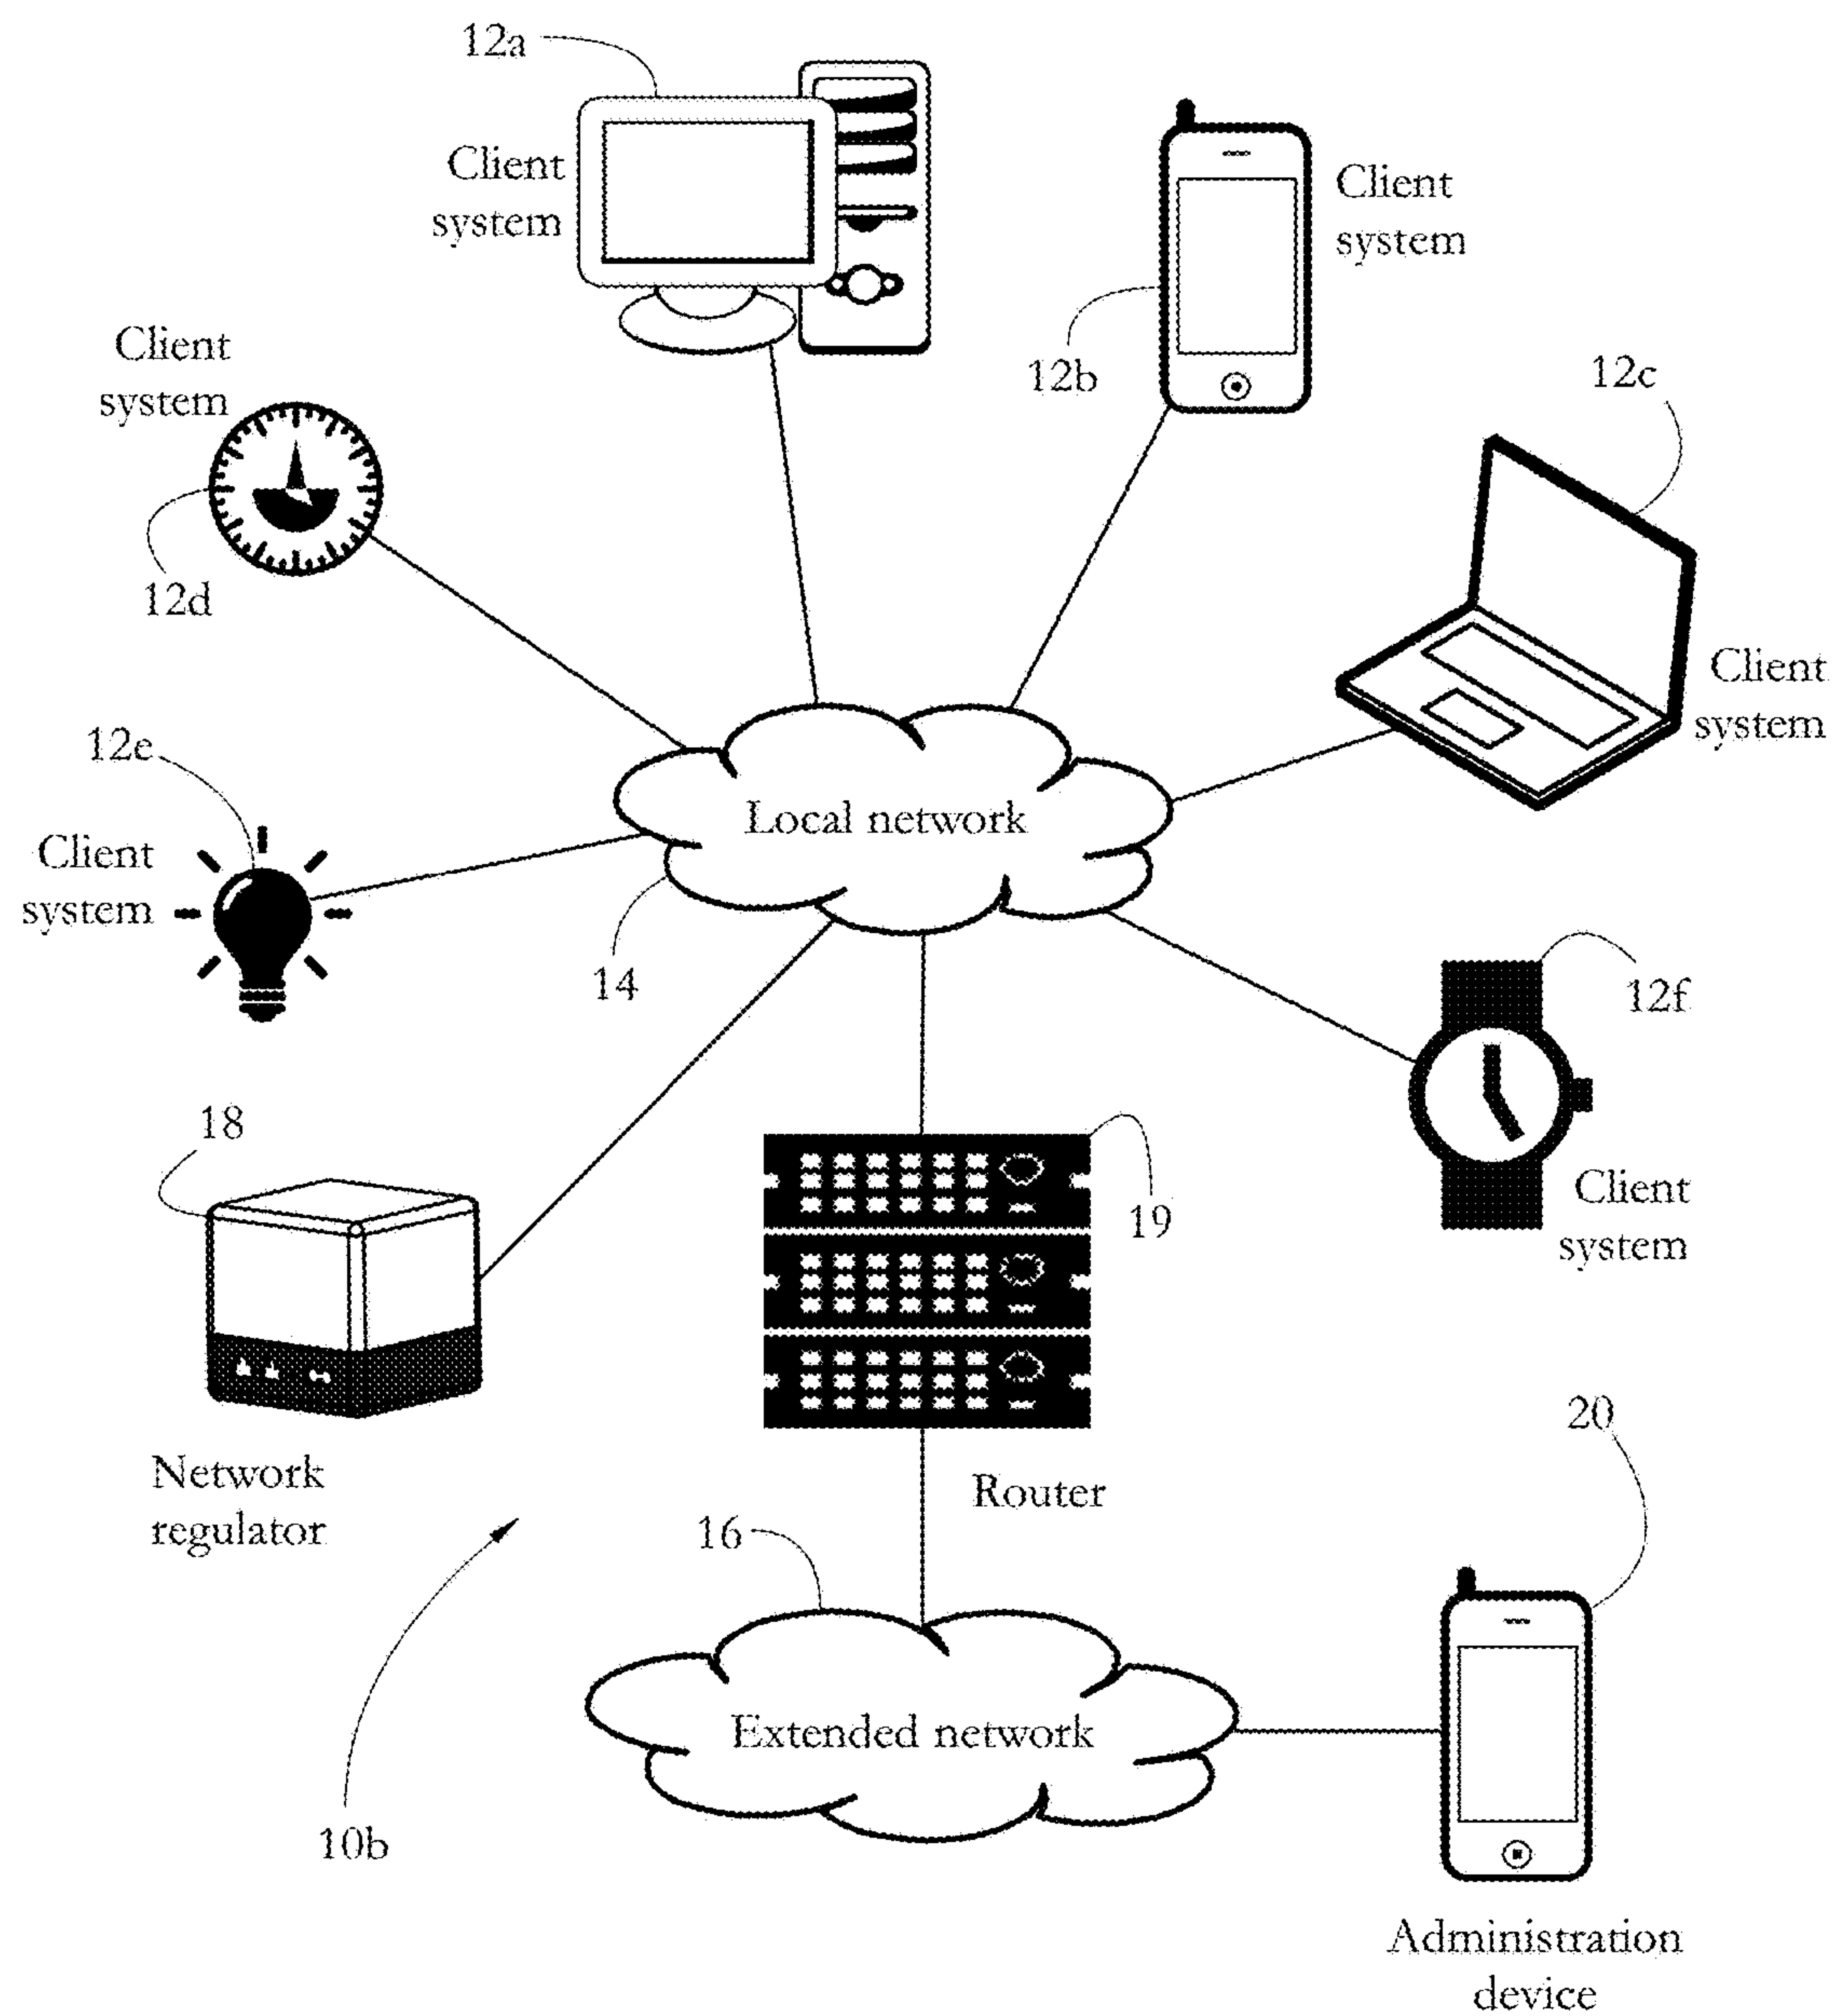 12a
Client
system
Client
system
12b
Client
system
12d
12c
Client
system
12e
Client
system
Local network
14
12f
Client
system
18
19
Network
regulator
Router
20
16
Extended network
10b
Administration
device